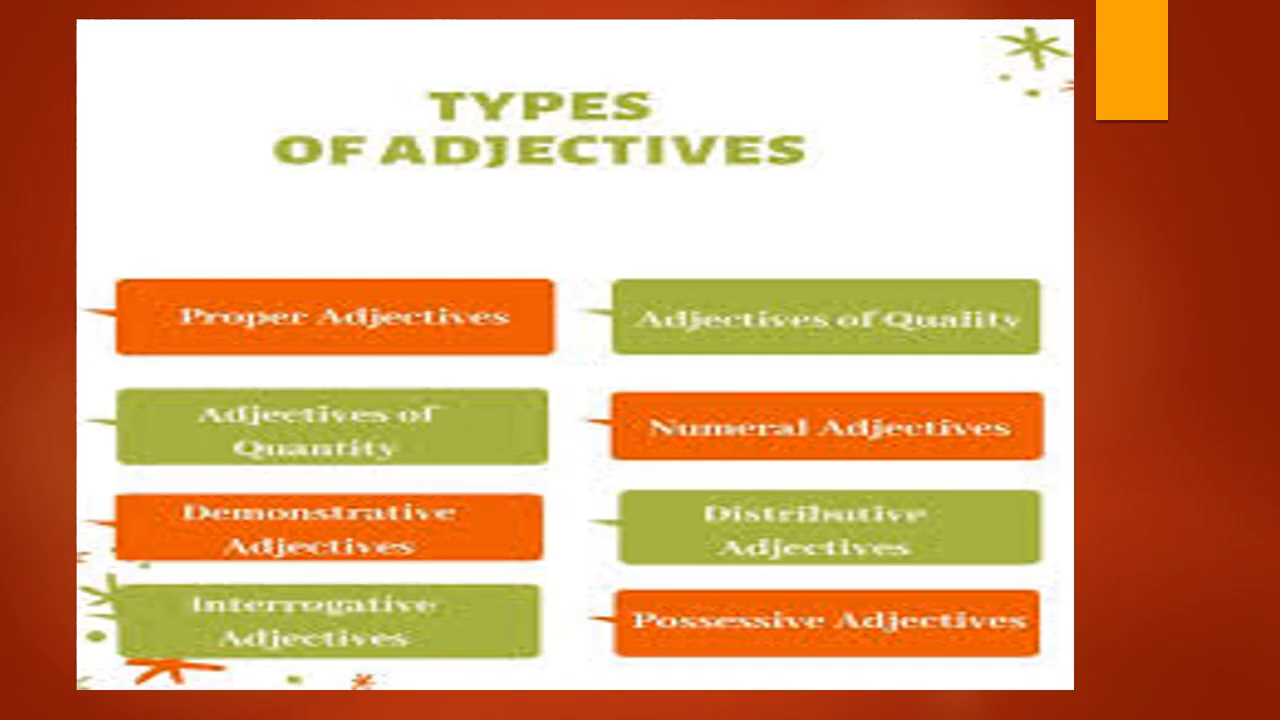 TYPES
OF ADJECTIVES
Proper Adjectives
Adjectives of Quality
Adjectives of
Quantity
Numeral Adjectives
Demonstrative
Adjectives
Distributive
Adjectives
Interrogative
Adjectives
Possessive Adjectives